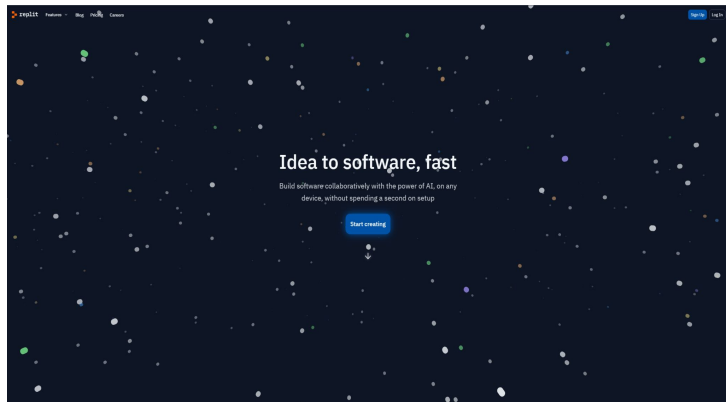 replit Features Blog Pricing Careers Sign Up Log In
Idea to software, fast
Build software collaboratively with the power of AI, on any
device, without spending a second on setup
Start creating